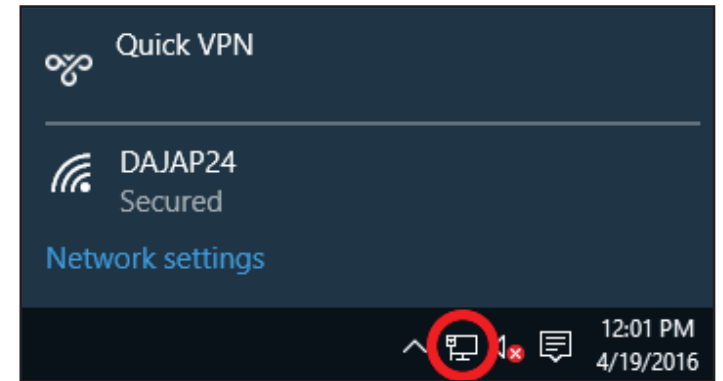 Quick VPN
DAJAP24
Secured
Network settings
12:01 PM
4/19/2016